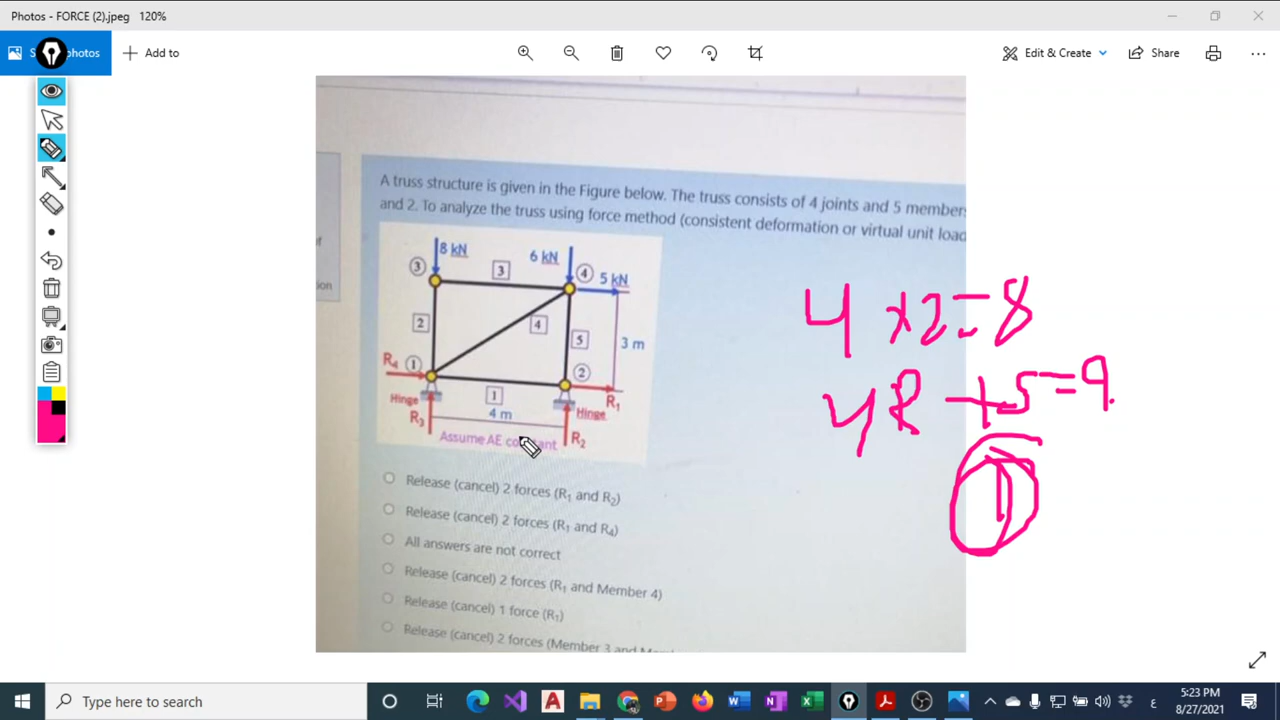 Photos - FORCE (2).jpeg 120%
photos
Add to
Edit & Create
Share
A truss structure is given in the Figure below. The truss consists of 4 joints and 5 members
and 2. To analyze the truss using force method (consistent deformation or virtual unit load
8 kN
6 kN
3
3
4
5 kN
2
4
5
3 m
R4
1
2
1
R1
Hinge
4 m
Hinge
R3
R2
Assume AE
Release (cancel) 2 forces (R1 and R2)
Release (cancel) 2 forces (R1 and R4)
All answers are not correct
Release (cancel) 2 forces (R1 and Member 4)
Release (cancel) 1 force (R1)
Release (cancel) 2 forces (Member 3 and
4 x2=8
4R +5=9
1
Type here to search
ع
5:23 PM
8/27/2021